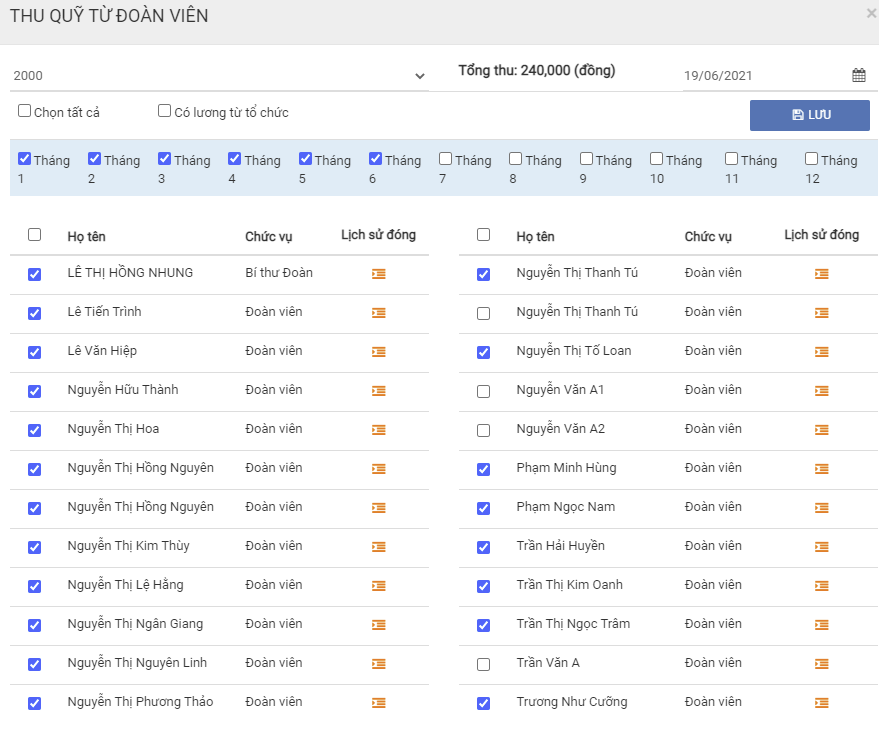 THU QUỸ TỪ ĐOÀN VIÊN
2000 Tổng thu: 240,000 (đồng) 19/06/2021
Chọn tất cả Có lương từ tổ chức LƯU
Tháng 1 Tháng 2 Tháng 3 Tháng 4 Tháng 5 Tháng 6 Tháng 7 Tháng 8 Tháng 9 Tháng 10 Tháng 11 Tháng 12
Họ tên Chức vụ Lịch sử đóng Họ tên Chức vụ Lịch sử đóng
LÊ THỊ HỒNG NHUNG Bí thư Đoàn Nguyễn Thị Thanh Tú Đoàn viên
Lê Tiến Trình Đoàn viên Nguyễn Thị Thanh Tú Đoàn viên
Lê Văn Hiệp Đoàn viên Nguyễn Thị Tố Loan Đoàn viên
Nguyễn Hữu Thành Đoàn viên Nguyễn Văn A1 Đoàn viên
Nguyễn Thị Hoa Đoàn viên Nguyễn Văn A2 Đoàn viên
Nguyễn Thị Hồng Nguyên Đoàn viên Phạm Minh Hùng Đoàn viên
Nguyễn Thị Hồng Nguyên Đoàn viên Phạm Ngọc Nam Đoàn viên
Nguyễn Thị Kim Thùy Đoàn viên Trần Hải Huyền Đoàn viên
Nguyễn Thị Lệ Hằng Đoàn viên Trần Thị Kim Oanh Đoàn viên
Nguyễn Thị Ngân Giang Đoàn viên Trần Thị Ngọc Trâm Đoàn viên
Nguyễn Thị Nguyên Linh Đoàn viên Trần Văn A Đoàn viên
Nguyễn Thị Phương Thảo Đoàn viên Trương Như Cưỡng Đoàn viên